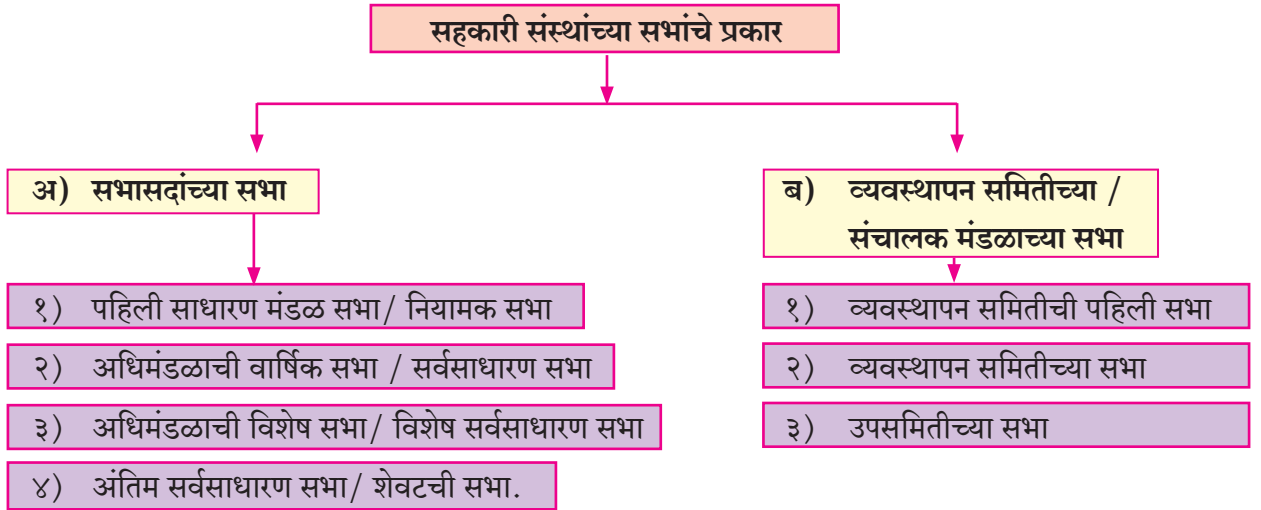 सहकारी संस्थांच्या सभांचे प्रकार
अ) सभासदांच्या सभा
१) पहिली साधारण मंडळ सभा/ नियामक सभा
२) अधिमंडळाची वार्षिक सभा / सर्वसाधारण सभा
३) अधिमंडळाची विशेष सभा/ विशेष सर्वसाधारण सभा
४) अंतिम सर्वसाधारण सभा/ शेवटची सभा.
ब) व्यवस्थापन समितीच्या /
संचालक मंडळाच्या सभा
१) व्यवस्थापन समितीची पहिली सभा
२) व्यवस्थापन समितीच्या सभा
३) उपसमितीच्या सभा